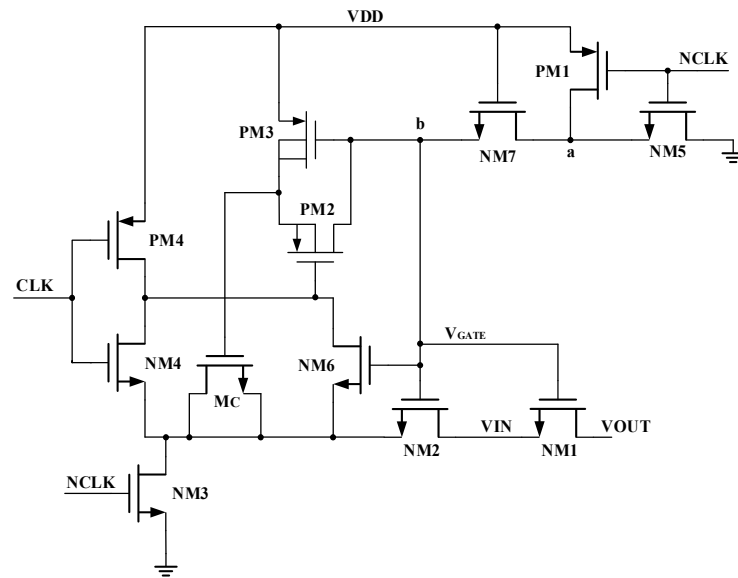 VDD
PM1
NCLK
PM3
b
NM7
a
NM5
PM2
PM4
CLK
NM4
MC
NM6
VGATE
NM2
VIN
NM1
VOUT
NCLK
NM3